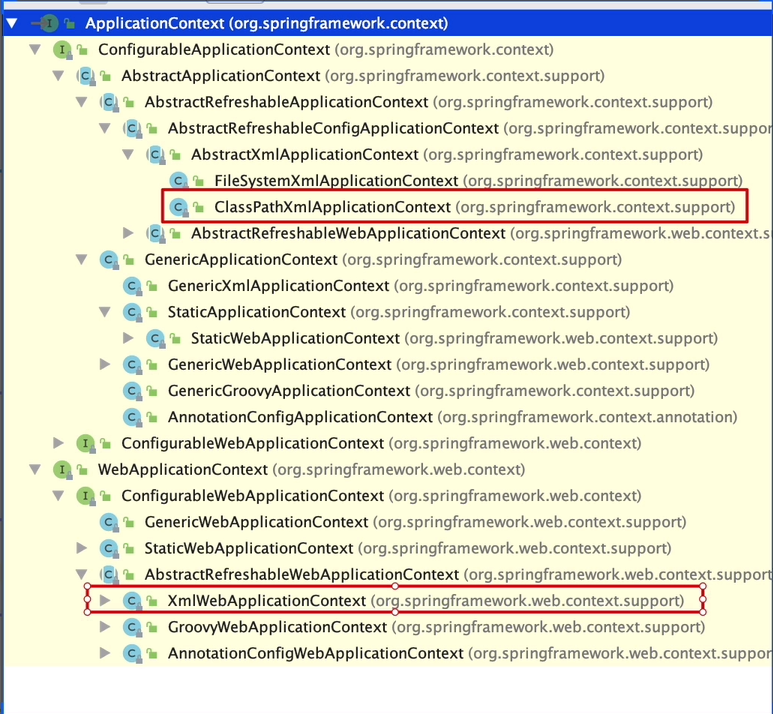 ApplicationContext (org.springframework.context)
I ConfigurableApplicationContext (org.springframework.context)
C AbstractApplicationContext (org.springframework.context.support)
C AbstractRefreshableApplicationContext (org.springframework.context.support)
C AbstractRefreshableConfigApplicationContext (org.springframework.context.suppor
C AbstractXmlApplicationContext (org.springframework.context.support)
C FileSystemXmlApplicationContext (org.springframework.context.support)
C ClassPathXmlApplicationContext (org.springframework.context.support)
C AbstractRefreshableWebApplicationContext (org.springframework.web.context.s
C GenericApplicationContext (org.springframework.context.support)
C GenericXmlApplicationContext (org.springframework.context.support)
C StaticApplicationContext (org.springframework.context.support)
C StaticWebApplicationContext (org.springframework.web.context.support)
C GenericWebApplicationContext (org.springframework.web.context.support)
C GenericGroovyApplicationContext (org.springframework.context.support)
C AnnotationConfigApplicationContext (org.springframework.context.annotation)
I ConfigurableWebApplicationContext (org.springframework.web.context)
I WebApplicationContext (org.springframework.web.context)
I ConfigurableWebApplicationContext (org.springframework.web.context)
C GenericWebApplicationContext (org.springframework.web.context.support)
C StaticWebApplicationContext (org.springframework.web.context.support)
C AbstractRefreshableWebApplicationContext (org.springframework.web.context.support
C XmlWebApplicationContext (org.springframework.web.context.support)
C GroovyWebApplicationContext (org.springframework.web.context.support)
C AnnotationConfigWebApplicationContext (org.springframework.web.context.suppor